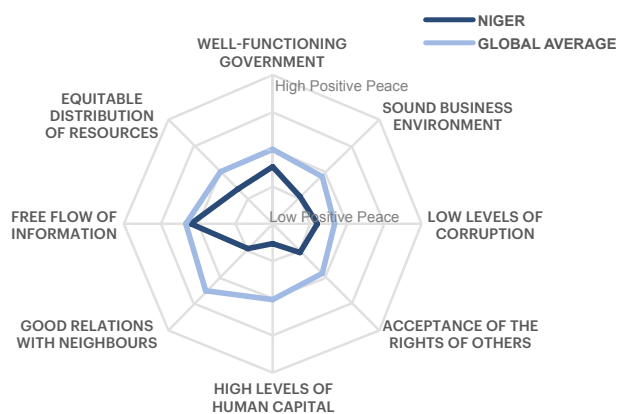 NIGER
GLOBAL AVERAGE
WELL-FUNCTIONING
GOVERNMENT
High Positive Peace
EQUITABLE
DISTRIBUTION
OF RESOURCES
SOUND BUSINESS
ENVIRONMENT
FREE FLOW OF
INFORMATION
Low Positive Peace
LOW LEVELS OF
CORRUPTION
GOOD RELATIONS
WITH NEIGHBOURS
ACCEPTANCE OF THE
RIGHTS OF OTHERS
HIGH LEVELS OF
HUMAN CAPITAL